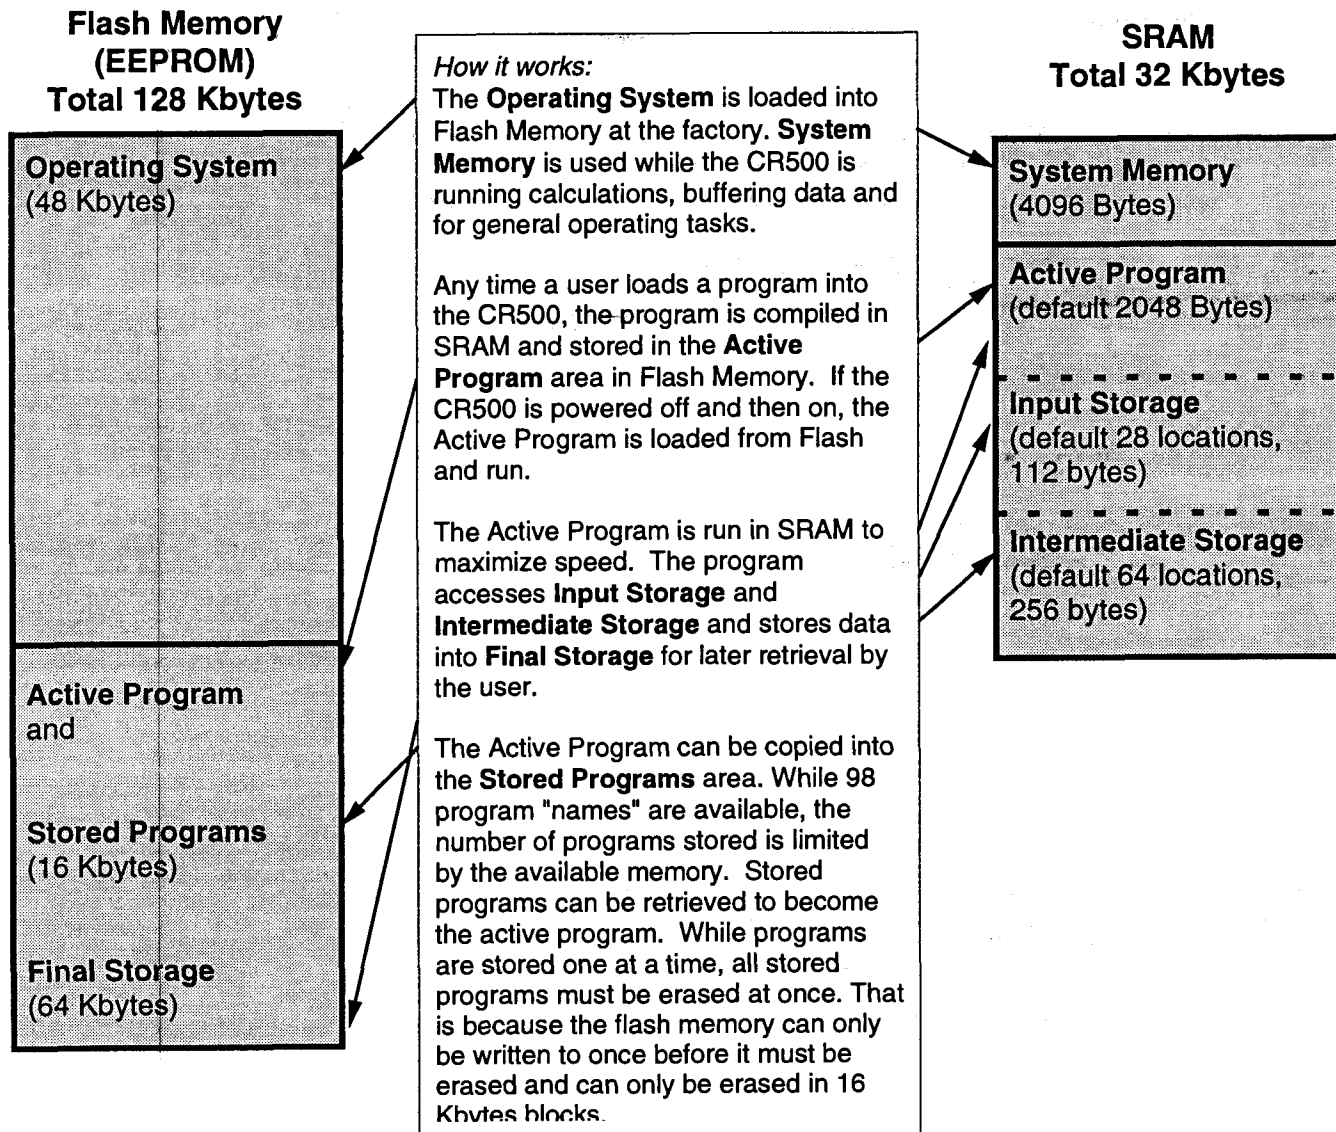 Flash Memory
(EEPROM)
Total 128 Kbytes
Operating System
(48 Kbytes)
Active Program
and
Stored Programs
(16 Kbytes)
Final Storage
(64 Kbytes)
How it works:
The Operating System is loaded into
Flash Memory at the factory. System
Memory is used while the CR500 is
running calculations, buffering data and
for general operating tasks.
Any time a user loads a program into
the CR500, the program is compiled in
SRAM and stored in the Active
Program area in Flash Memory. If the
CR500 is powered off and then on, the
Active Program is loaded from Flash
and run.
The Active Program is run in SRAM to
maximize speed. The program
accesses Input Storage and
Intermediate Storage and stores data
into Final Storage for later retrieval by
the user.
The Active Program can be copied into
the Stored Programs area. While 98
program "names" are available, the
number of programs stored is limited
by the available memory. Stored
programs can be retrieved to become
the active program. While programs
are stored one at a time, all stored
programs must be erased at once. That
is because the flash memory can only
be written to once before it must be
erased and can only be erased in 16
Kbytes blocks.
SRAM
Total 32 Kbytes
System Memory
(4096 Bytes)
Active Program
(default 2048 Bytes)
Input Storage
(default 28 locations,
112 bytes)
Intermediate Storage
(default 64 locations,
256 bytes)